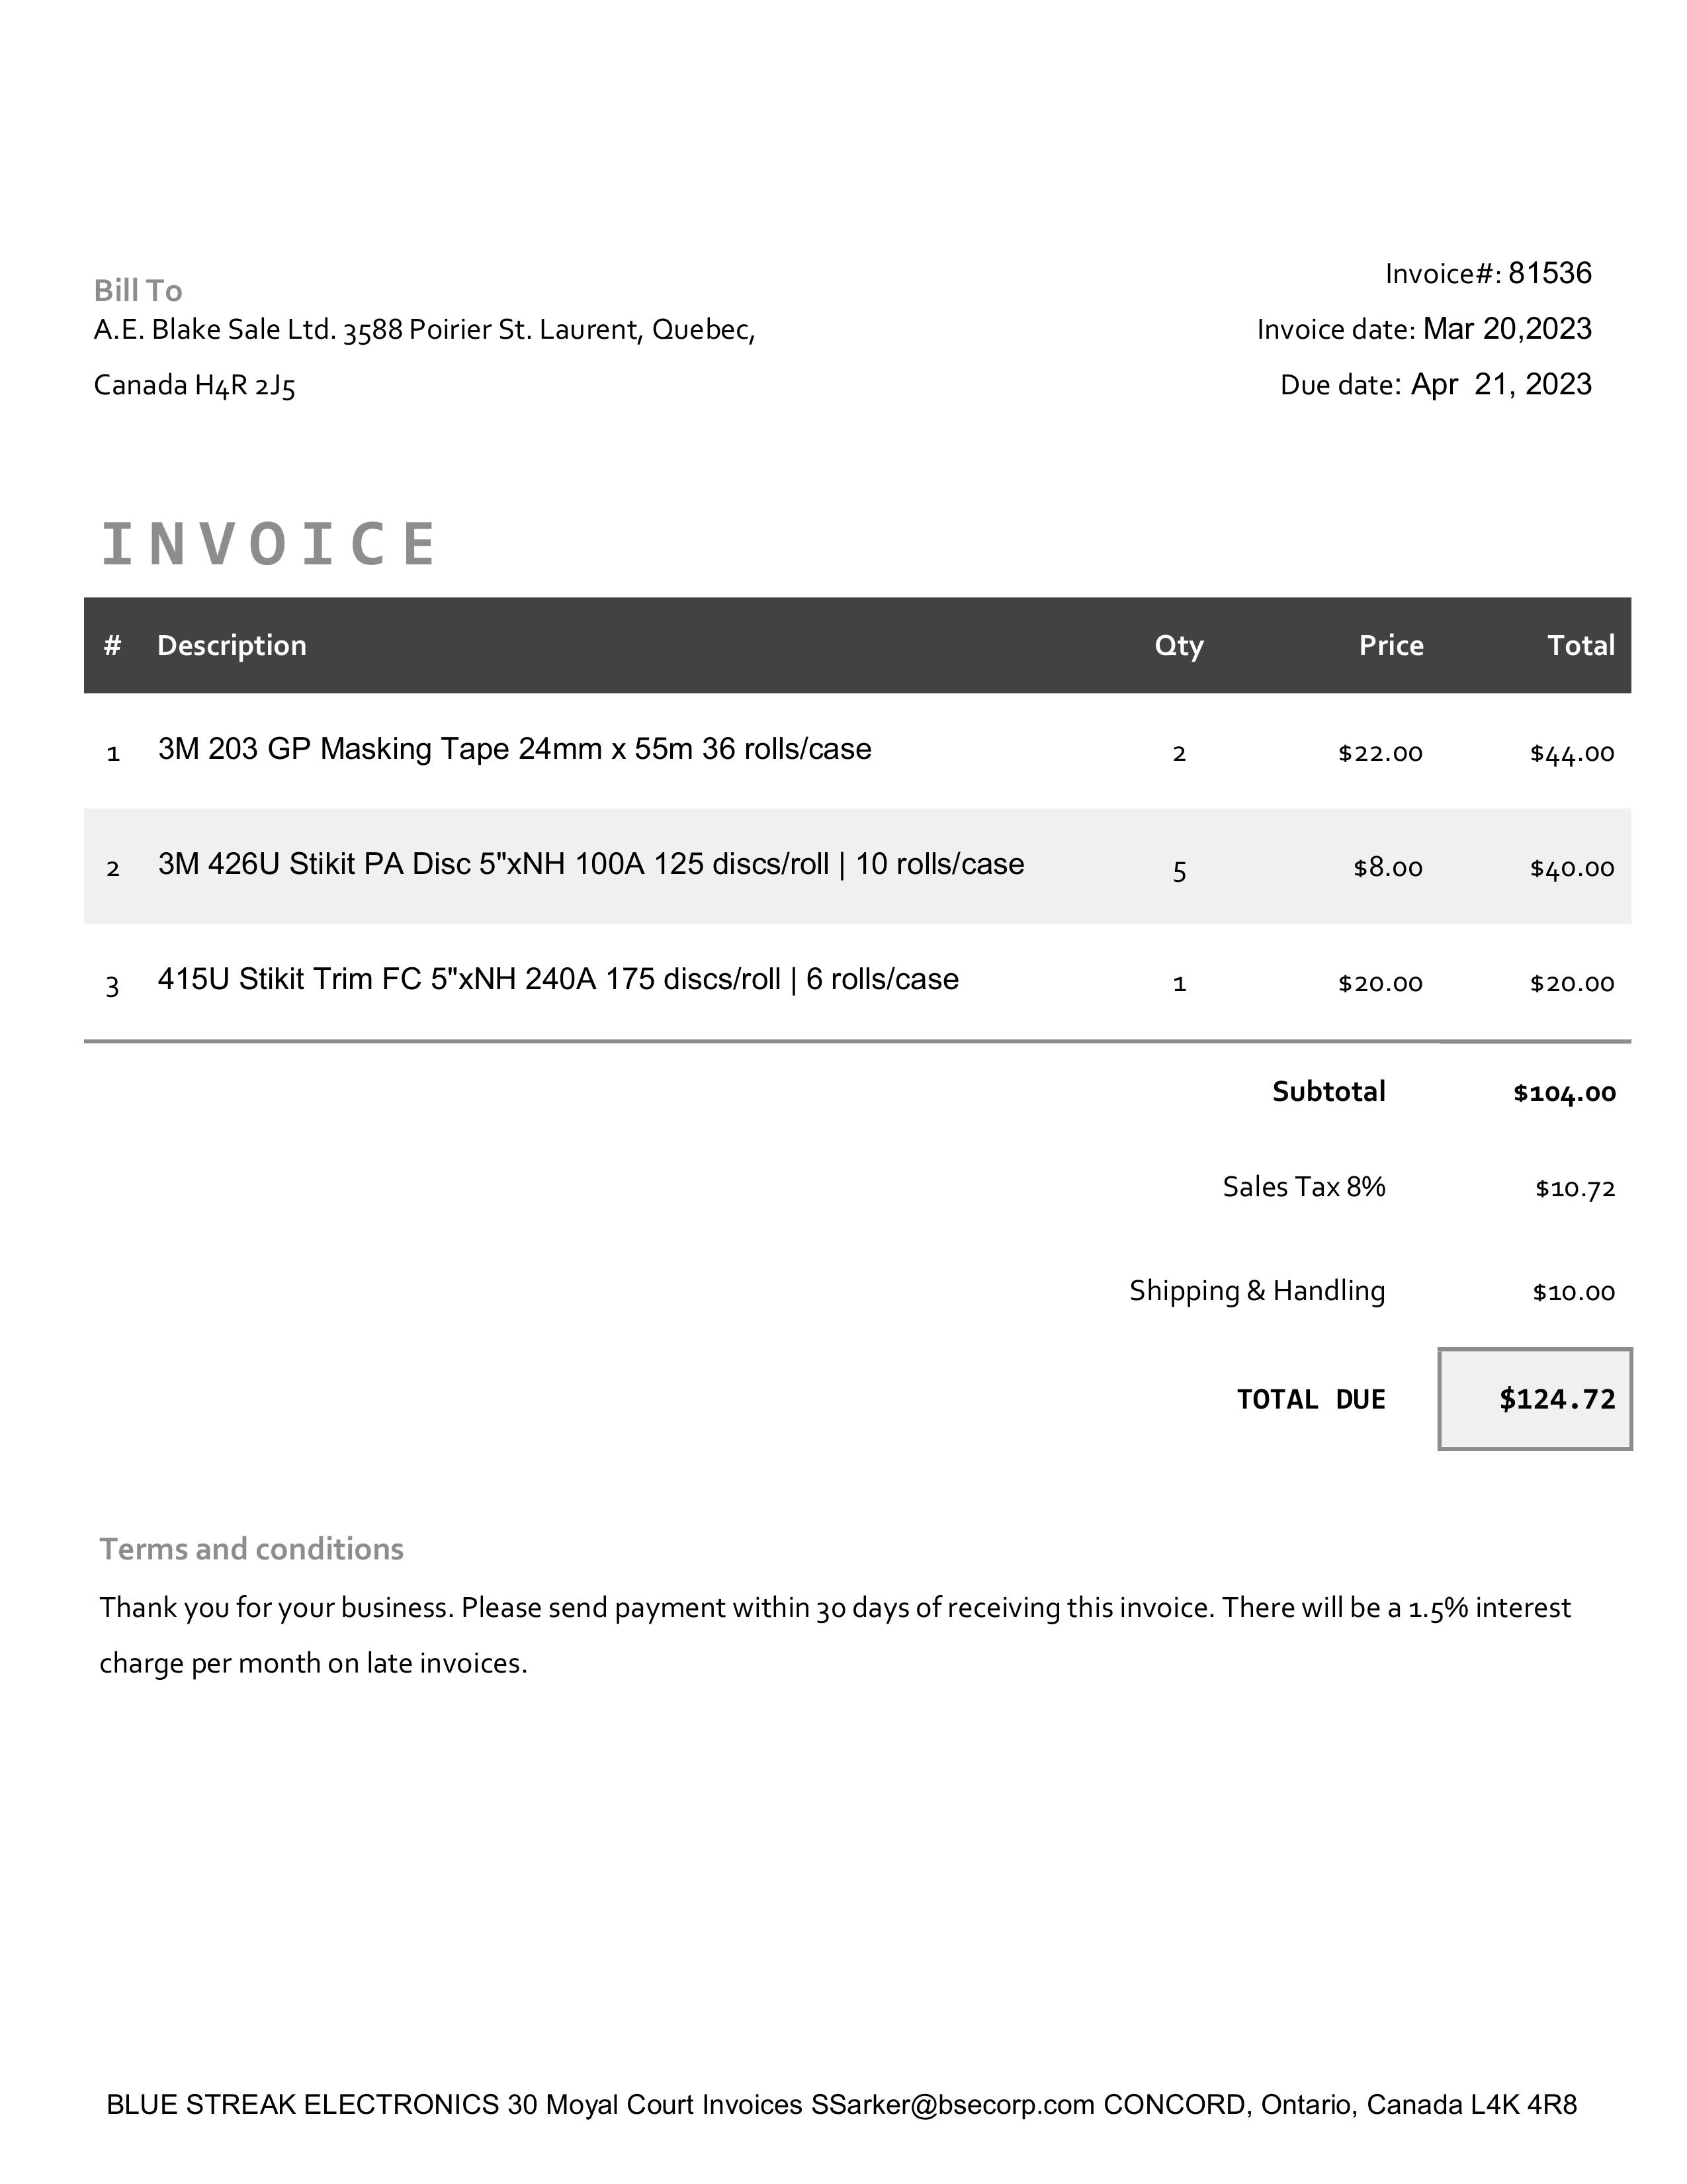 Bill To
A.E. Blake Sale Ltd. 3588 Poirier St. Laurent, Quebec,
Canada H4R 2J5
Invoice#: 81536
Invoice date: Mar 20,2023
Due date: Apr 21, 2023
INVOICE
# Description Qty Price Total
1 3M 203 GP Masking Tape 24mm x 55m 36 rolls/case 2 $22.00 $44.00
2 3M 426U Stikit PA Disc 5"xNH 100A 125 discs/roll | 10 rolls/case 5 $8.00 $40.00
3 415U Stikit Trim FC 5"xNH 240A 175 discs/roll | 6 rolls/case 1 $20.00 $20.00
Subtotal $104.00
Sales Tax 8% $10.72
Shipping & Handling $10.00
TOTAL DUE $124.72
Terms and conditions
Thank you for your business. Please send payment within 30 days of receiving this invoice. There will be a 1.5% interest
charge per month on late invoices.
BLUE STREAK ELECTRONICS 30 Moyal Court Invoices SSarker@bsecorp.com CONCORD, Ontario, Canada L4K 4R8